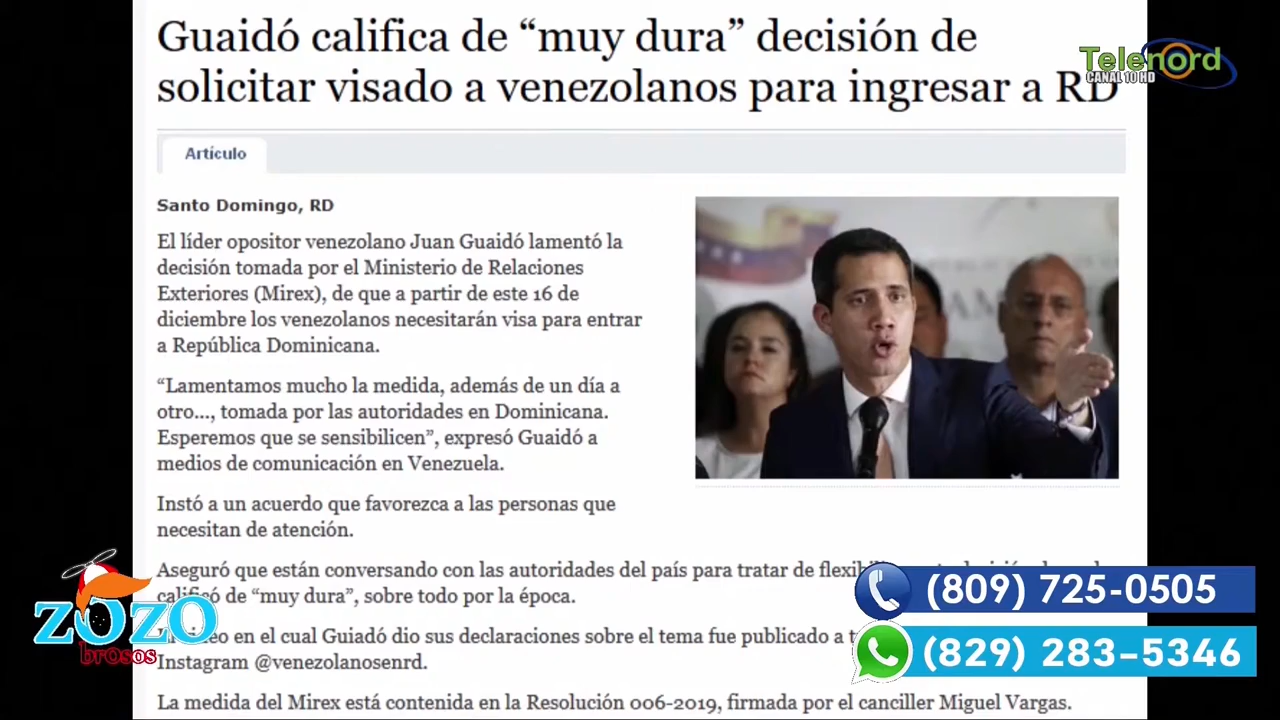 Guaidó califica de “muy dura” decisión de
solicitar visado a venezolanos para ingresar a RD
Telenord
CANAL 10 HD
Artículo
Santo Domingo, RD
El líder opositor venezolano Juan Guaidó lamentó la
decisión tomada por el Ministerio de Relaciones
Exteriores (Mirex), de que a partir de este 16 de
diciembre los venezolanos necesitarán visa para entrar
a República Dominicana.
“Lamentamos mucho la medida, además de un día a
otro..., tomada por las autoridades en Dominicana.
Esperemos que se sensibilicen”, expresó Guaidó a
medios de comunicación en Venezuela.
Instó a un acuerdo que favorezca a las personas que
necesitan de atención.
Aseguró que están conversando con las autoridades del país para tratar de
calificó de “muy dura”, sobre todo por la época.
en el cual Guiadó dio sus declaraciones sobre el tema fue publicado a
Instagram @venezolanosenrd.
La medida del Mirex está contenida en la Resolución 006-2019, firmada por el canciller Miguel Vargas.
ZOZO
brosos
(809) 725-0505
(829) 283-5346